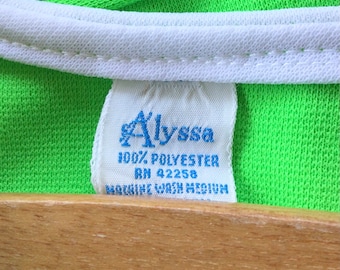 Alyssa
100% POLYESTER
RN 42258
MACHINE WASH MEDIUM